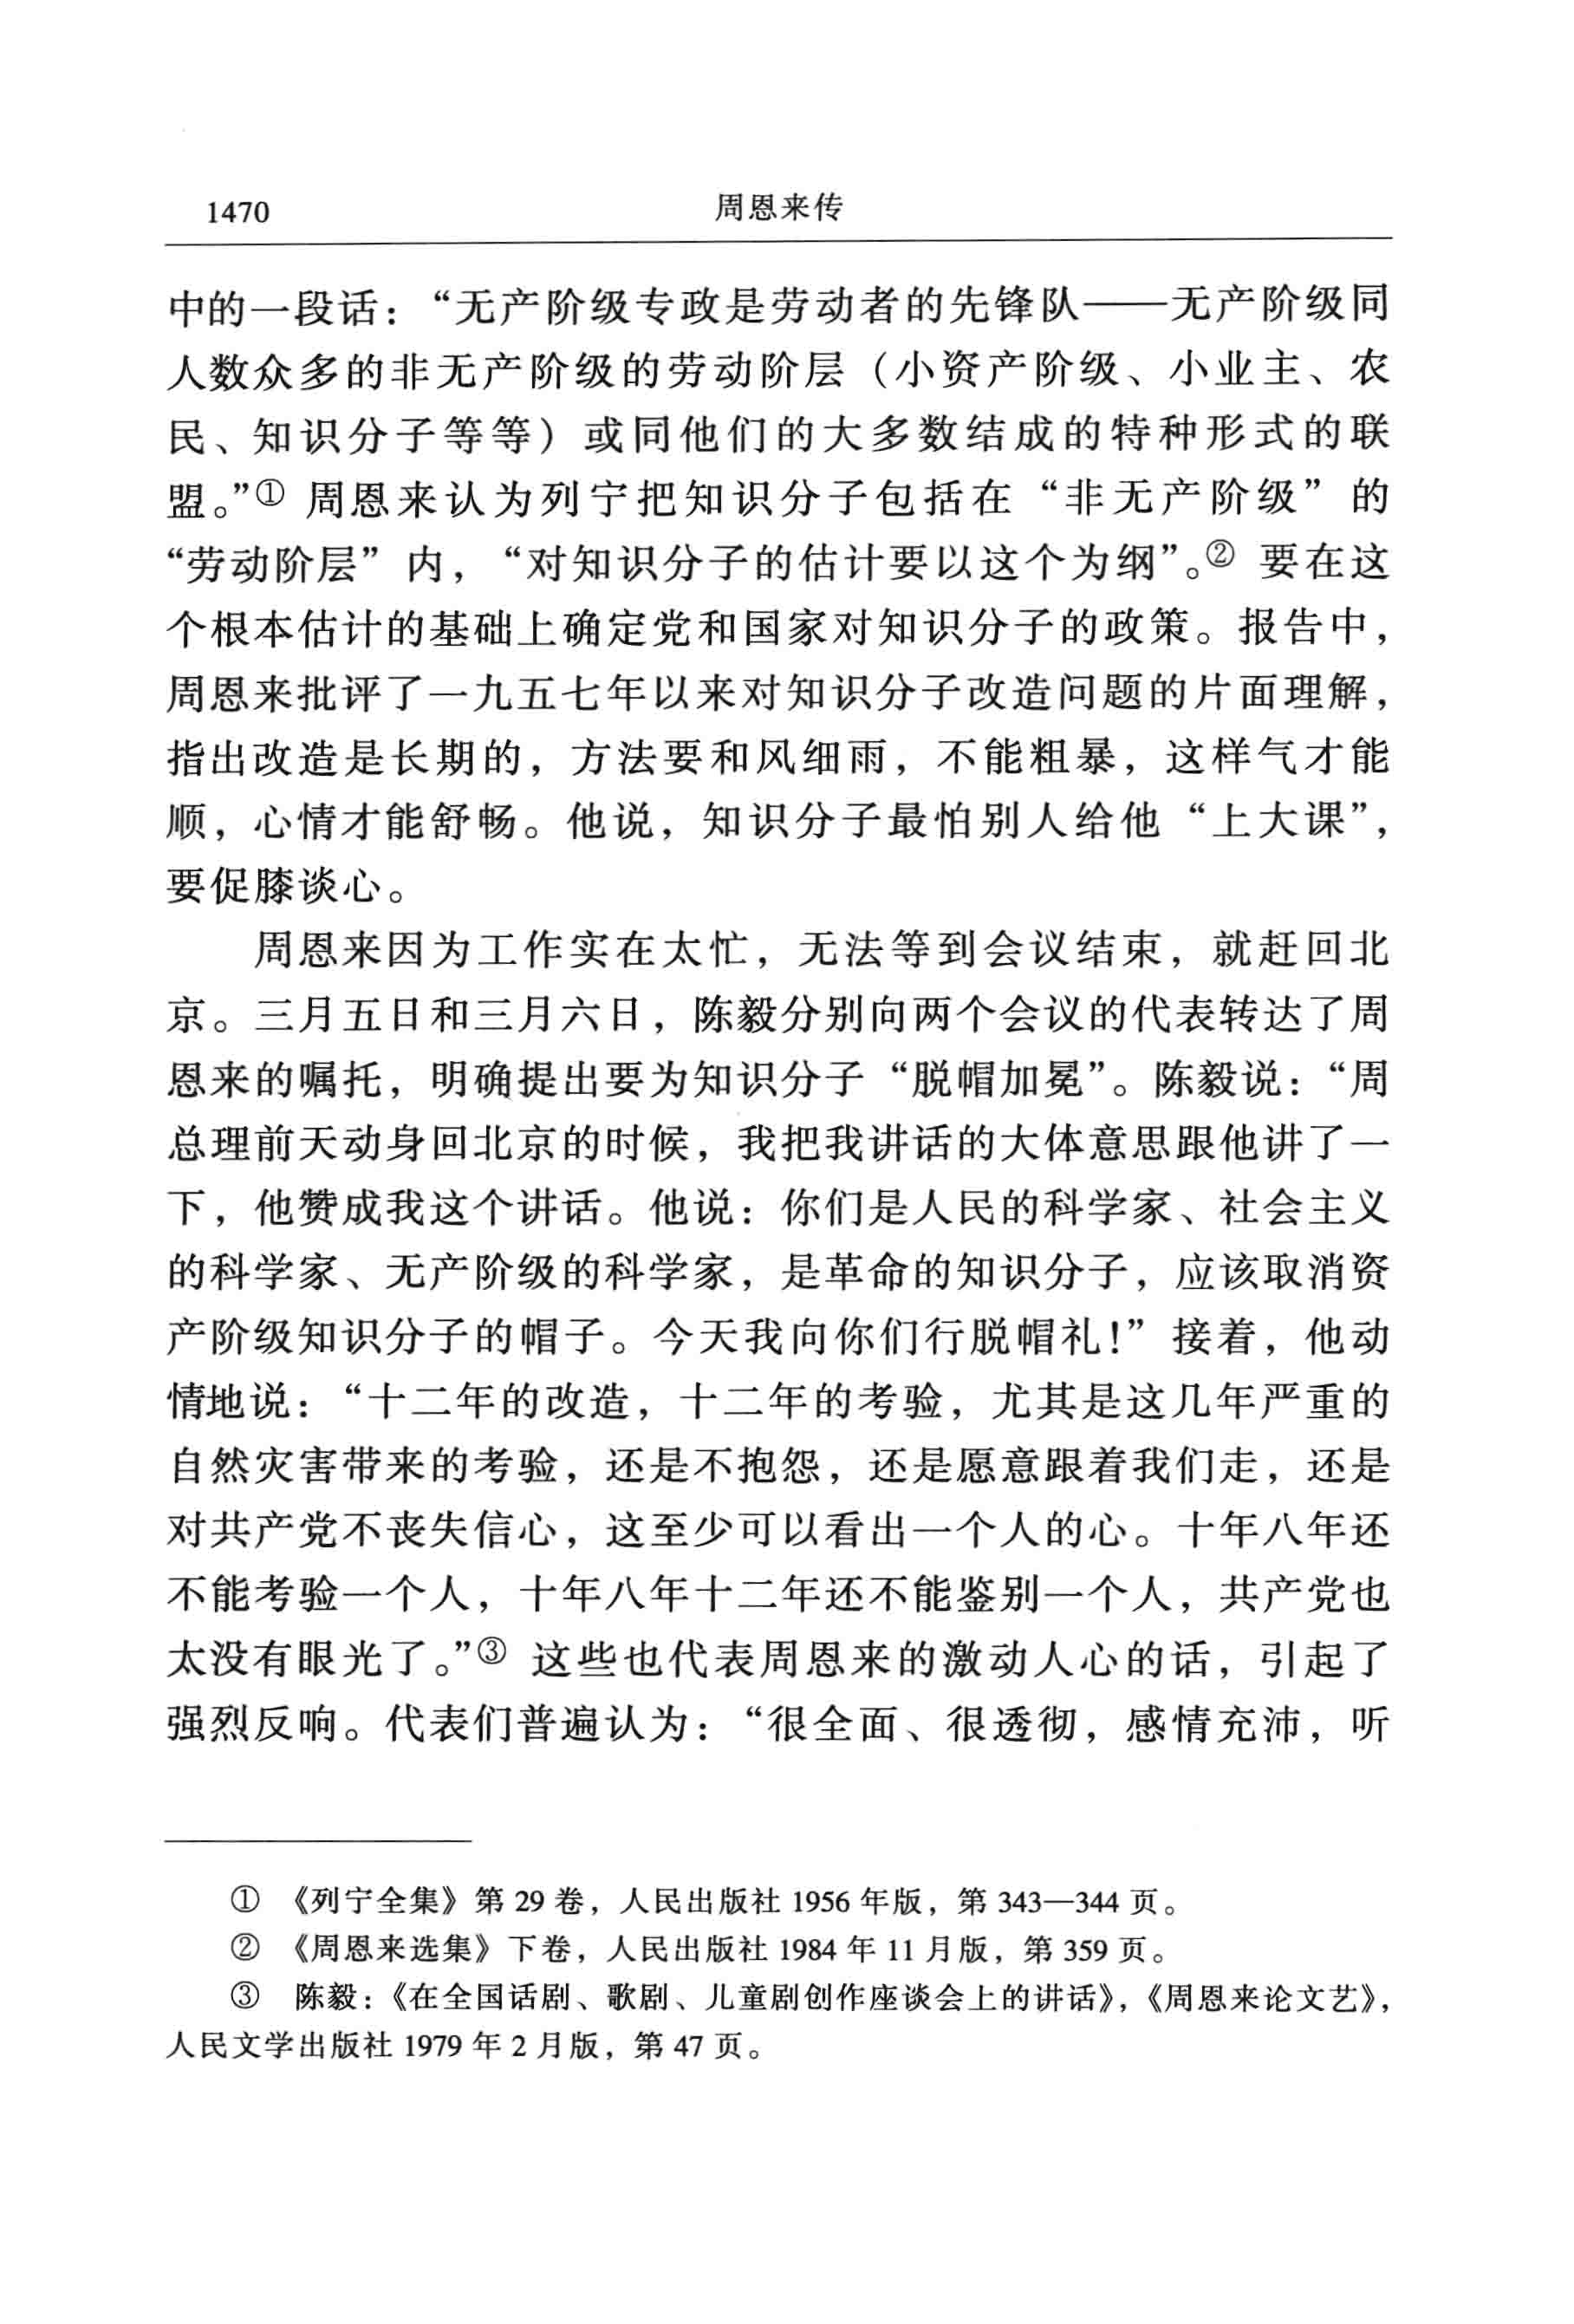 1470 周恩来传
中的一段话：“无产阶级专政是劳动者的先锋队——无产阶级同
人数众多的非无产阶级的劳动阶层（小资产阶级、小业主、农
民、知识分子等等）或同他们的大多数结成的特种形式的联
盟。”① 周恩来认为列宁把知识分子包括在“非无产阶级”的
“劳动阶层”内，“对知识分子的估计要以这个为纲”。② 要在这
个根本估计的基础上确定党和国家对知识分子的政策。报告中，
周恩来批评了一九五七年以来对知识分子改造问题的片面理解，
指出改造是长期的，方法要和风细雨，不能粗暴，这样气才能
顺，心情才能舒畅。他说，知识分子最怕别人给他“上大课”，
要促膝谈心。
周恩来因为工作实在太忙，无法等到会议结束，就赶回北
京。三月五日和三月六日，陈毅分别向两个会议的代表转达了周
恩来的嘱托，明确提出要为知识分子“脱帽加冕”。陈毅说：“周
总理前天动身回北京的时候，我把我讲话的大体意思跟他讲了一
下，他赞成我这个讲话。他说：你们是人民的科学家、社会主义
的科学家、无产阶级的科学家，是革命的知识分子，应该取消资
产阶级知识分子的帽子。今天我向你们行脱帽礼！”接着，他动
情地说：“十二年的改造，十二年的考验，尤其是这几年严重的
自然灾害带来的考验，还是不抱怨，还是愿意跟着我们走，还是
对共产党不丧失信心，这至少可以看出一个人的心。十年八年还
不能考验一个人，十年八年十二年还不能鉴别一个人，共产党也
太没有眼光了。”③ 这些也代表周恩来的激动人心的话，引起了
强烈反响。代表们普遍认为：“很全面、很透彻，感情充沛，听
① 《列宁全集》第 29 卷，人民出版社 1956 年版，第 343—344 页。
② 《周恩来选集》下卷，人民出版社 1984 年 11 月版，第 359 页。
③ 陈毅：《在全国话剧、歌剧、儿童剧创作座谈会上的讲话》，《周恩来论文艺》，
人民文学出版社 1979 年 2 月版，第 47 页。